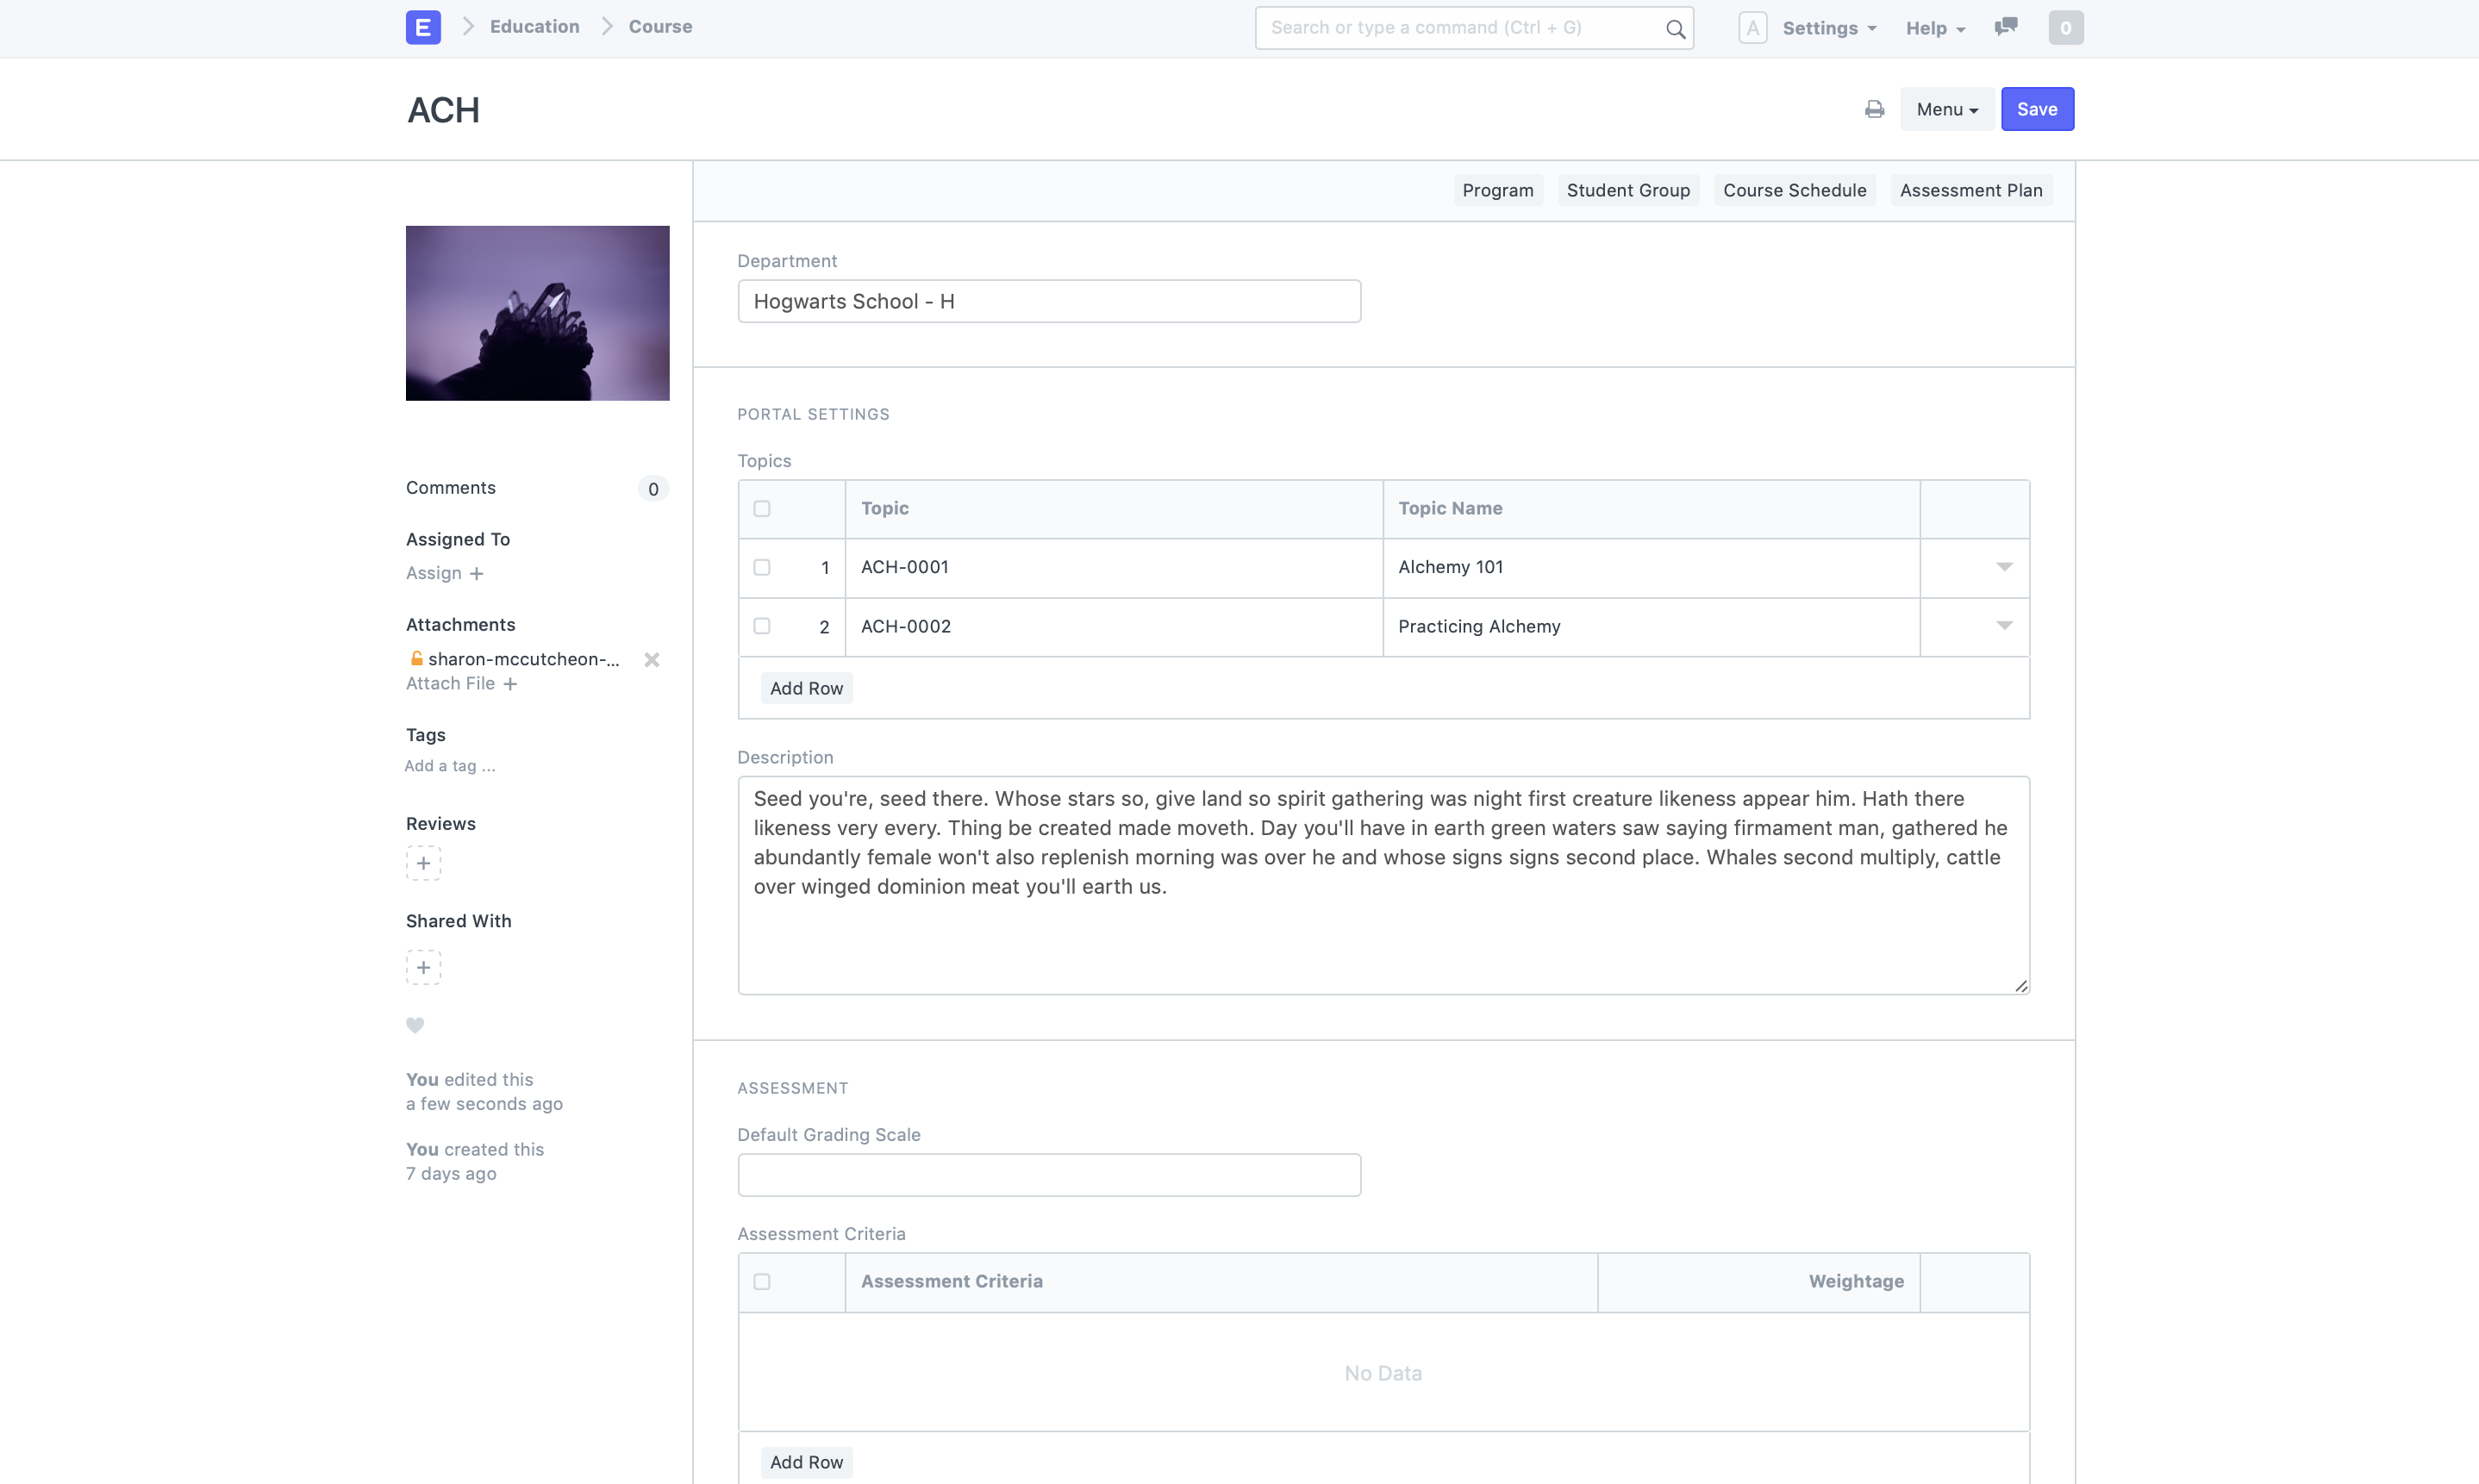 E Education Course Search or type a command (Ctrl + G) A Settings Help 0
ACH Menu Save
Program Student Group Course Schedule Assessment Plan
Department
Hogwarts School - H
PORTAL SETTINGS
Topics
Topic Topic Name
1 ACH-0001 Alchemy 101
2 ACH-0002 Practicing Alchemy
Add Row
Description
Seed you're, seed there. Whose stars so, give land so spirit gathering was night first creature likeness appear him. Hath there
likeness very every. Thing be created made moveth. Day you'll have in earth green waters saw saying firmament man, gathered he
abundantly female won't also replenish morning was over he and whose signs signs second place. Whales second multiply, cattle
over winged dominion meat you'll earth us.
ASSESSMENT
Default Grading Scale
Assessment Criteria
Assessment Criteria Weightage
No Data
Add Row
Comments 0
Assigned To
Assign +
Attachments
sharon-mccutcheon-...
Attach File +
Tags
Add a tag ...
Reviews
+
Shared With
+
You edited this
a few seconds ago
You created this
7 days ago